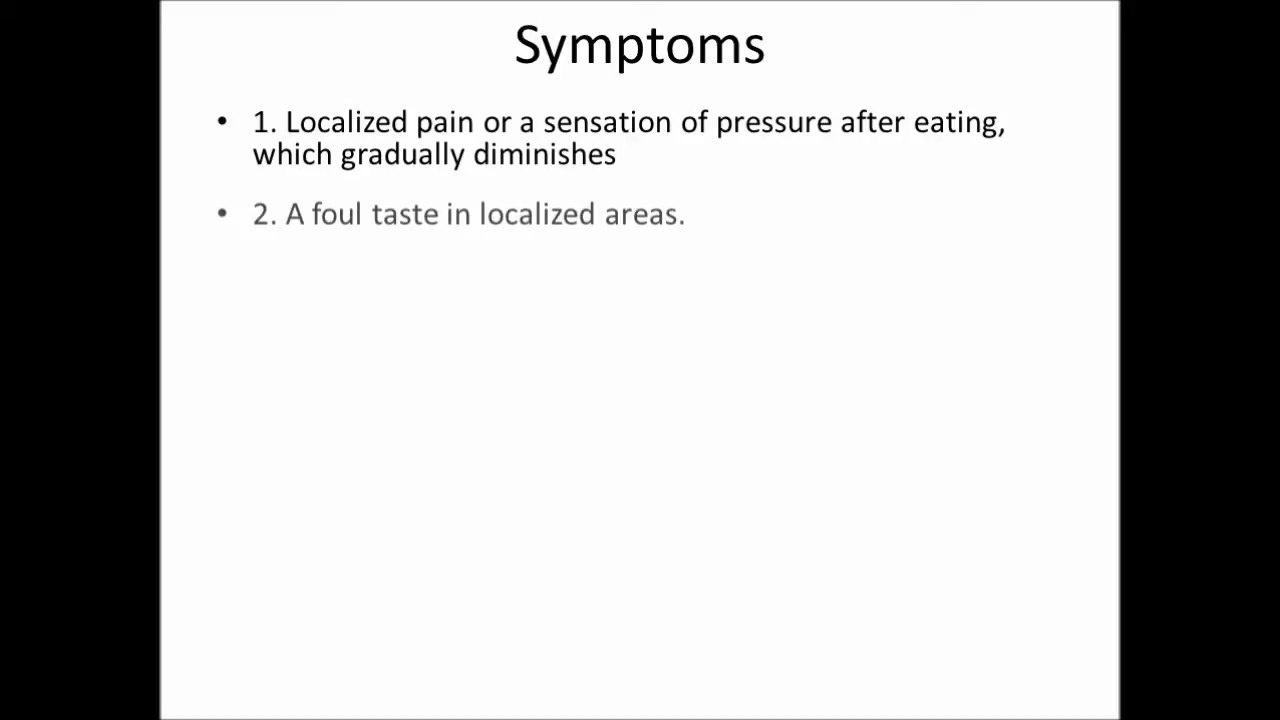 Symptoms
• 1. Localized pain or a sensation of pressure after eating,
which gradually diminishes
• 2. A foul taste in localized areas.